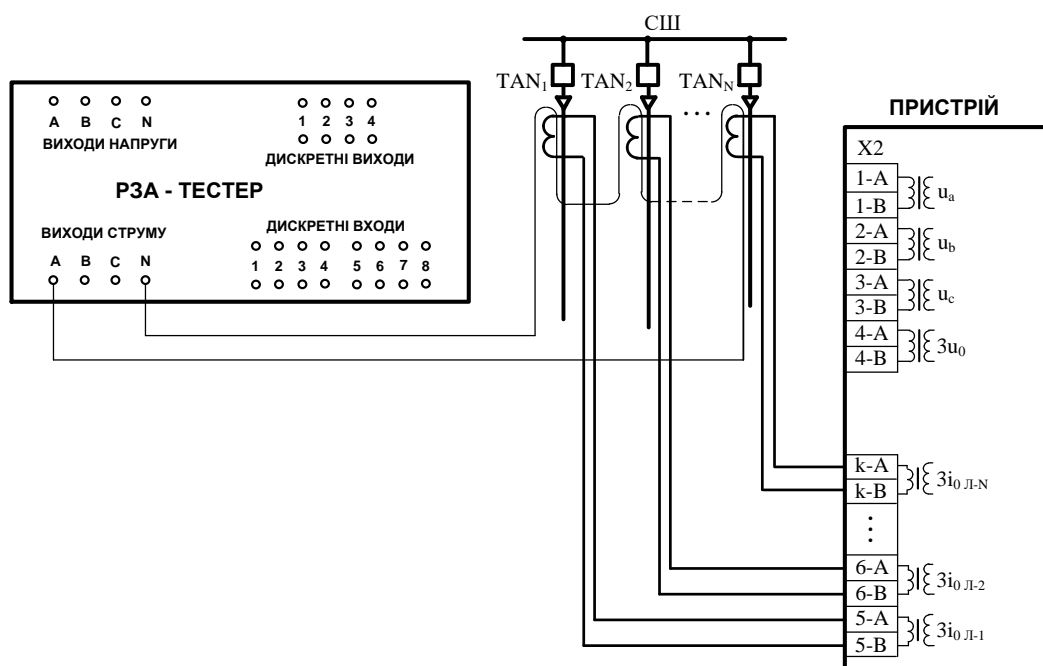 СШ
TAN1 TAN2 TANN
. . .
A B C N
ВИХОДИ НАПРУГИ
1 2 3 4
ДИСКРЕТНІ ВИХОДИ
РЗА - ТЕСТЕР
ВИХОДИ СТРУМУ
A B C N
ДИСКРЕТНІ ВХОДИ
1 2 3 4 5 6 7 8
ПРИСТРІЙ
X2
1-A
1-B
ua
2-A
2-B
ub
3-A
3-B
uc
4-A
4-B
3u0
k-A
k-B
3i0 Л-N
⋮
6-A
6-B
3i0 Л-2
5-A
5-B
3i0 Л-1